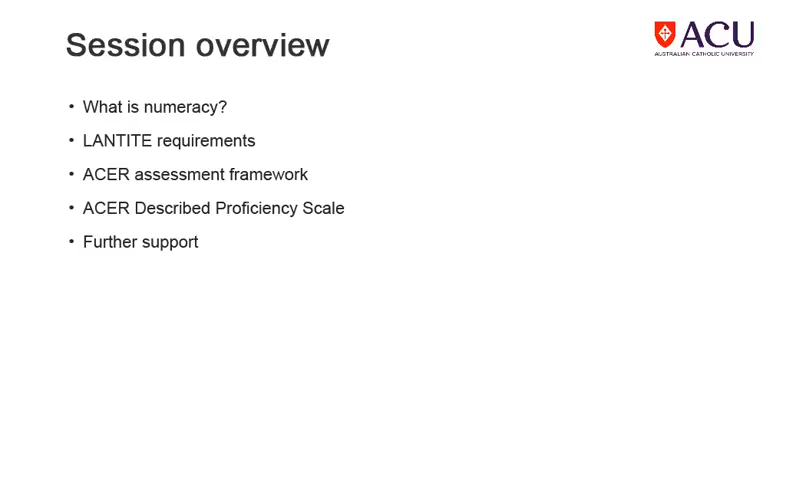 Session overview
ACU
AUSTRALIAN CATHOLIC UNIVERSITY
• What is numeracy?
• LANTITE requirements
• ACER assessment framework
• ACER Described Proficiency Scale
• Further support